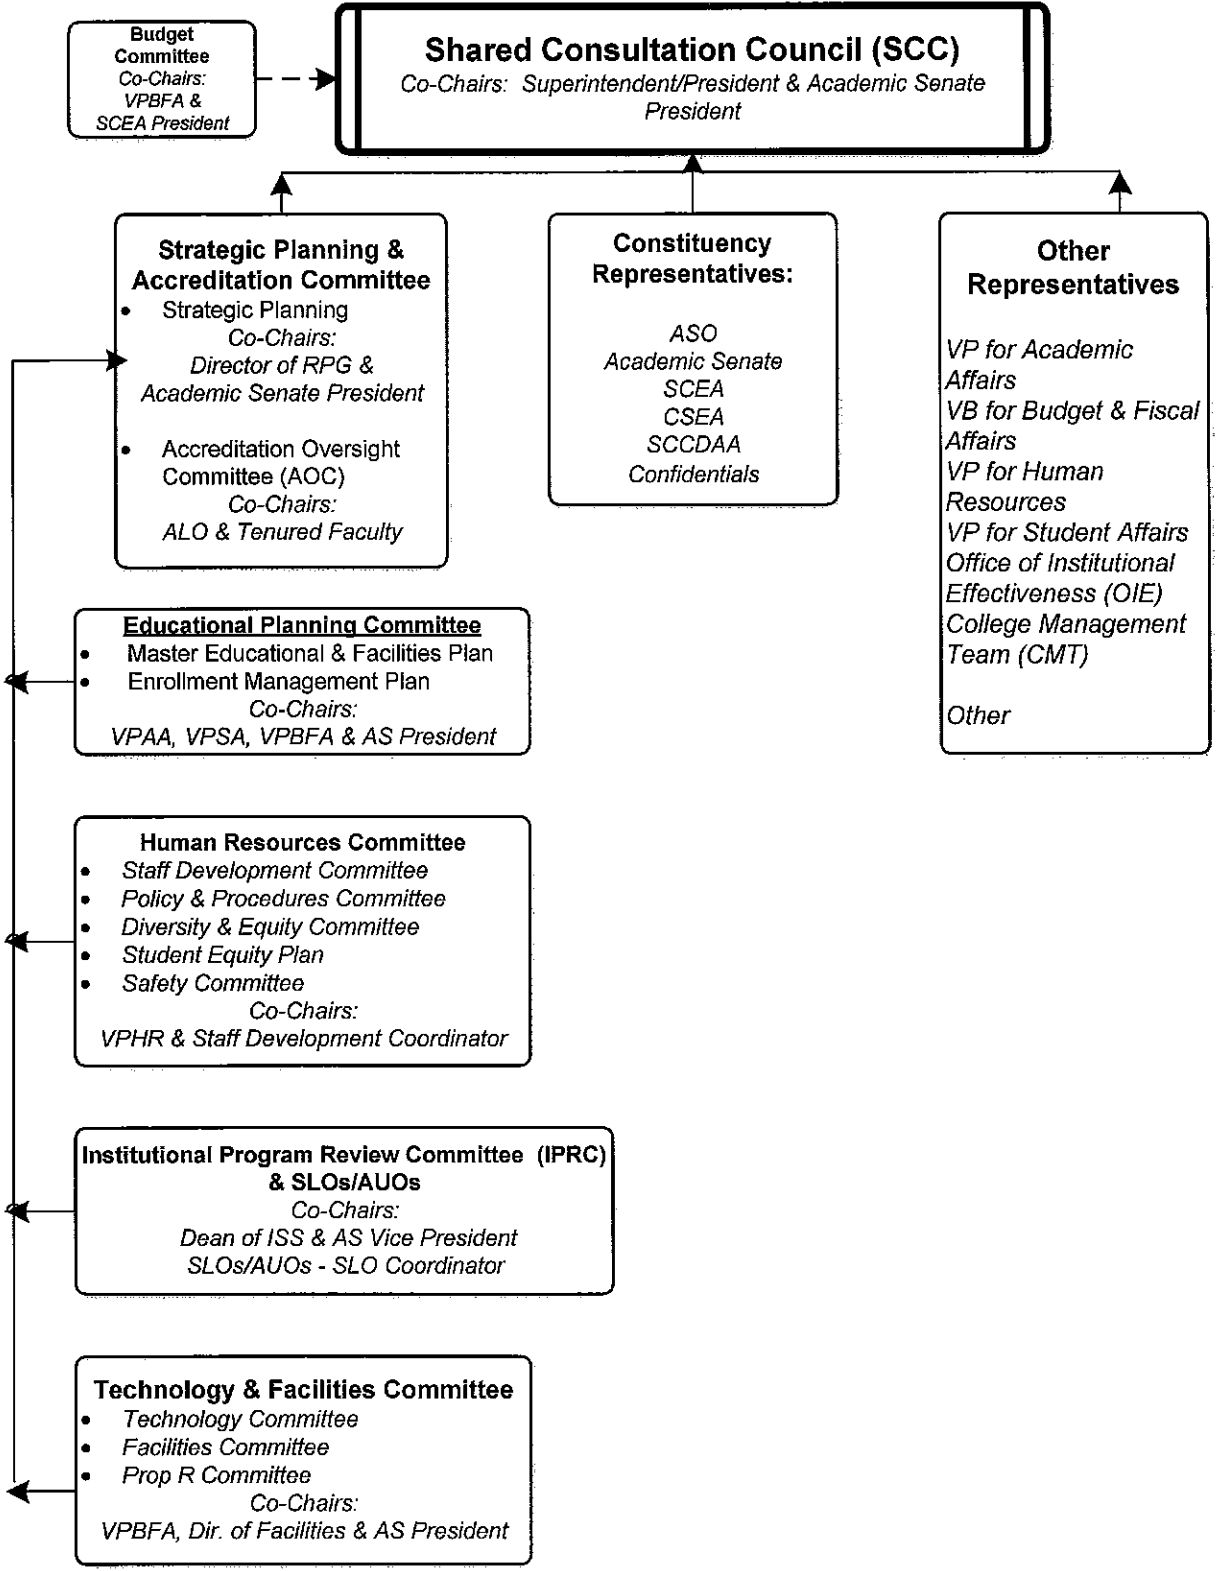 Budget
Committee
Co-Chairs:
VPBFA &
SCEA President
Shared Consultation Council (SCC)
Co-Chairs: Superintendent/President & Academic Senate
President
Strategic Planning &
Accreditation Committee
• Strategic Planning
Co-Chairs:
Director of RPG &
Academic Senate President
• Accreditation Oversight
Committee (AOC)
Co-Chairs:
ALO & Tenured Faculty
Constituency
Representatives:
ASO
Academic Senate
SCEA
CSEA
SCCDAA
Confidentials
Other
Representatives
VP for Academic
Affairs
VB for Budget & Fiscal
Affairs
VP for Human
Resources
VP for Student Affairs
Office of Institutional
Effectiveness (OIE)
College Management
Team (CMT)
Other
Educational Planning Committee
• Master Educational & Facilities Plan
• Enrollment Management Plan
Co-Chairs:
VPAA, VPSA, VPBFA & AS President
Human Resources Committee
• Staff Development Committee
• Policy & Procedures Committee
• Diversity & Equity Committee
• Student Equity Plan
• Safety Committee
Co-Chairs:
VPHR & Staff Development Coordinator
Institutional Program Review Committee (IPRC)
& SLOs/AUOs
Co-Chairs:
Dean of ISS & AS Vice President
SLOs/AUOs - SLO Coordinator
Technology & Facilities Committee
• Technology Committee
• Facilities Committee
• Prop R Committee
Co-Chairs:
VPBFA, Dir. of Facilities & AS President